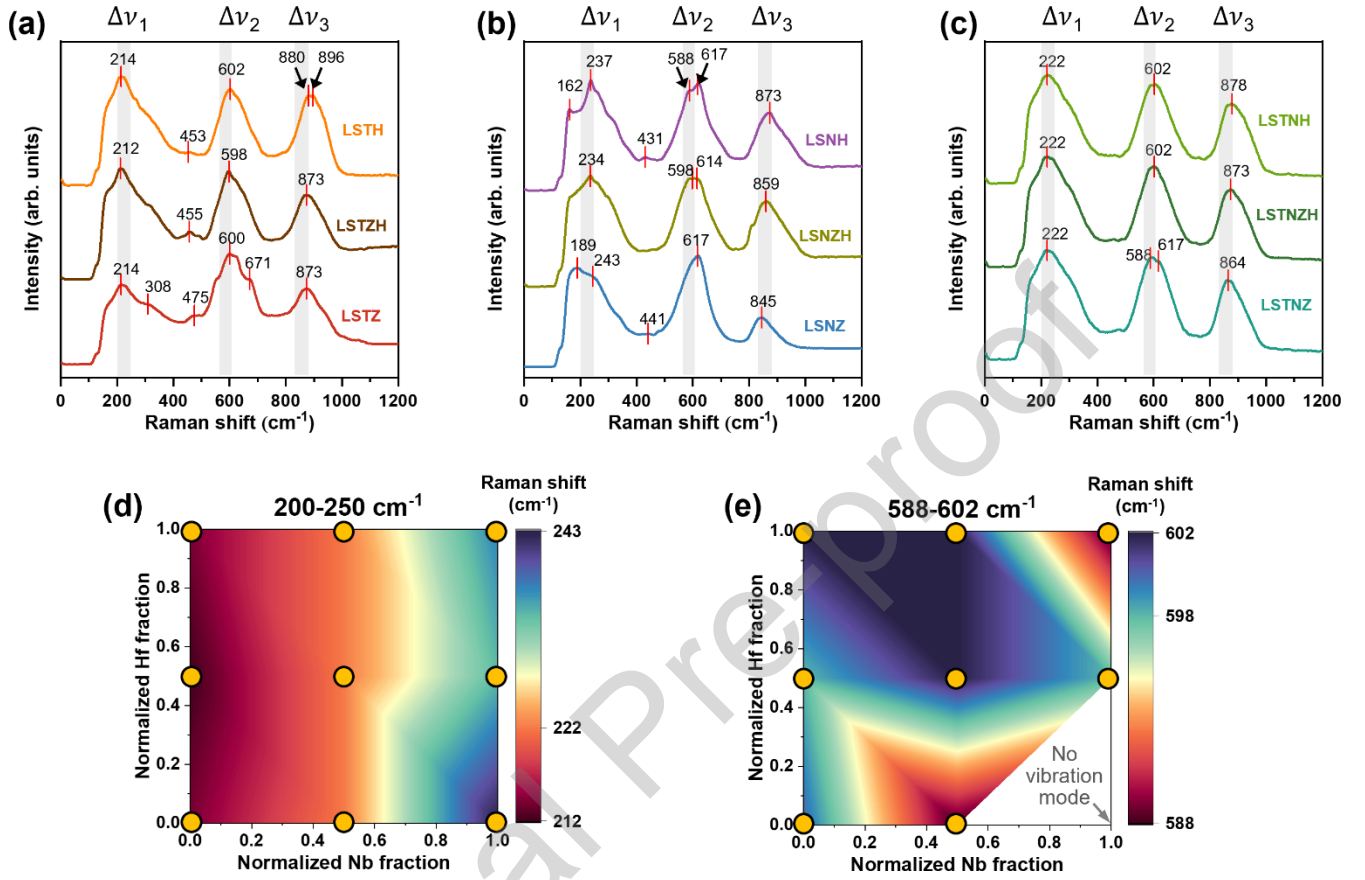 (a) Δν1 Δν2 Δν3
214 602 880 896
LSTH
453
212 598 873
LSTZH
455
214 308 475 600 671 873
LSTZ
Intensity (arb. units)
0 200 400 600 800 1000 1200
Raman shift (cm-1)
(b) Δν1 Δν2 Δν3
162 237 588 617 873
LSNH
431
234 598 614 859
LSNZH
189 243 617 845
LSNZ
441
Intensity (arb. units)
0 200 400 600 800 1000 1200
Raman shift (cm-1)
(c) Δν1 Δν2 Δν3
222 602 878
LSTNH
222 602 873
LSTNZH
222 588 617 864
LSTNZ
Intensity (arb. units)
0 200 400 600 800 1000 1200
Raman shift (cm-1)
(d) 200-250 cm-1
Raman shift
(cm-1)
243
222
212
Normalized Hf fraction
1.0
0.8
0.6
0.4
0.2
0.0
0.0 0.2 0.4 0.6 0.8 1.0
Normalized Nb fraction
(e) 588-602 cm-1
Raman shift
(cm-1)
602
598
588
Normalized Hf fraction
1.0
0.8
0.6
0.4
0.2
0.0
No
vibration
mode
0.0 0.2 0.4 0.6 0.8 1.0
Normalized Nb fraction
al Pre-proof